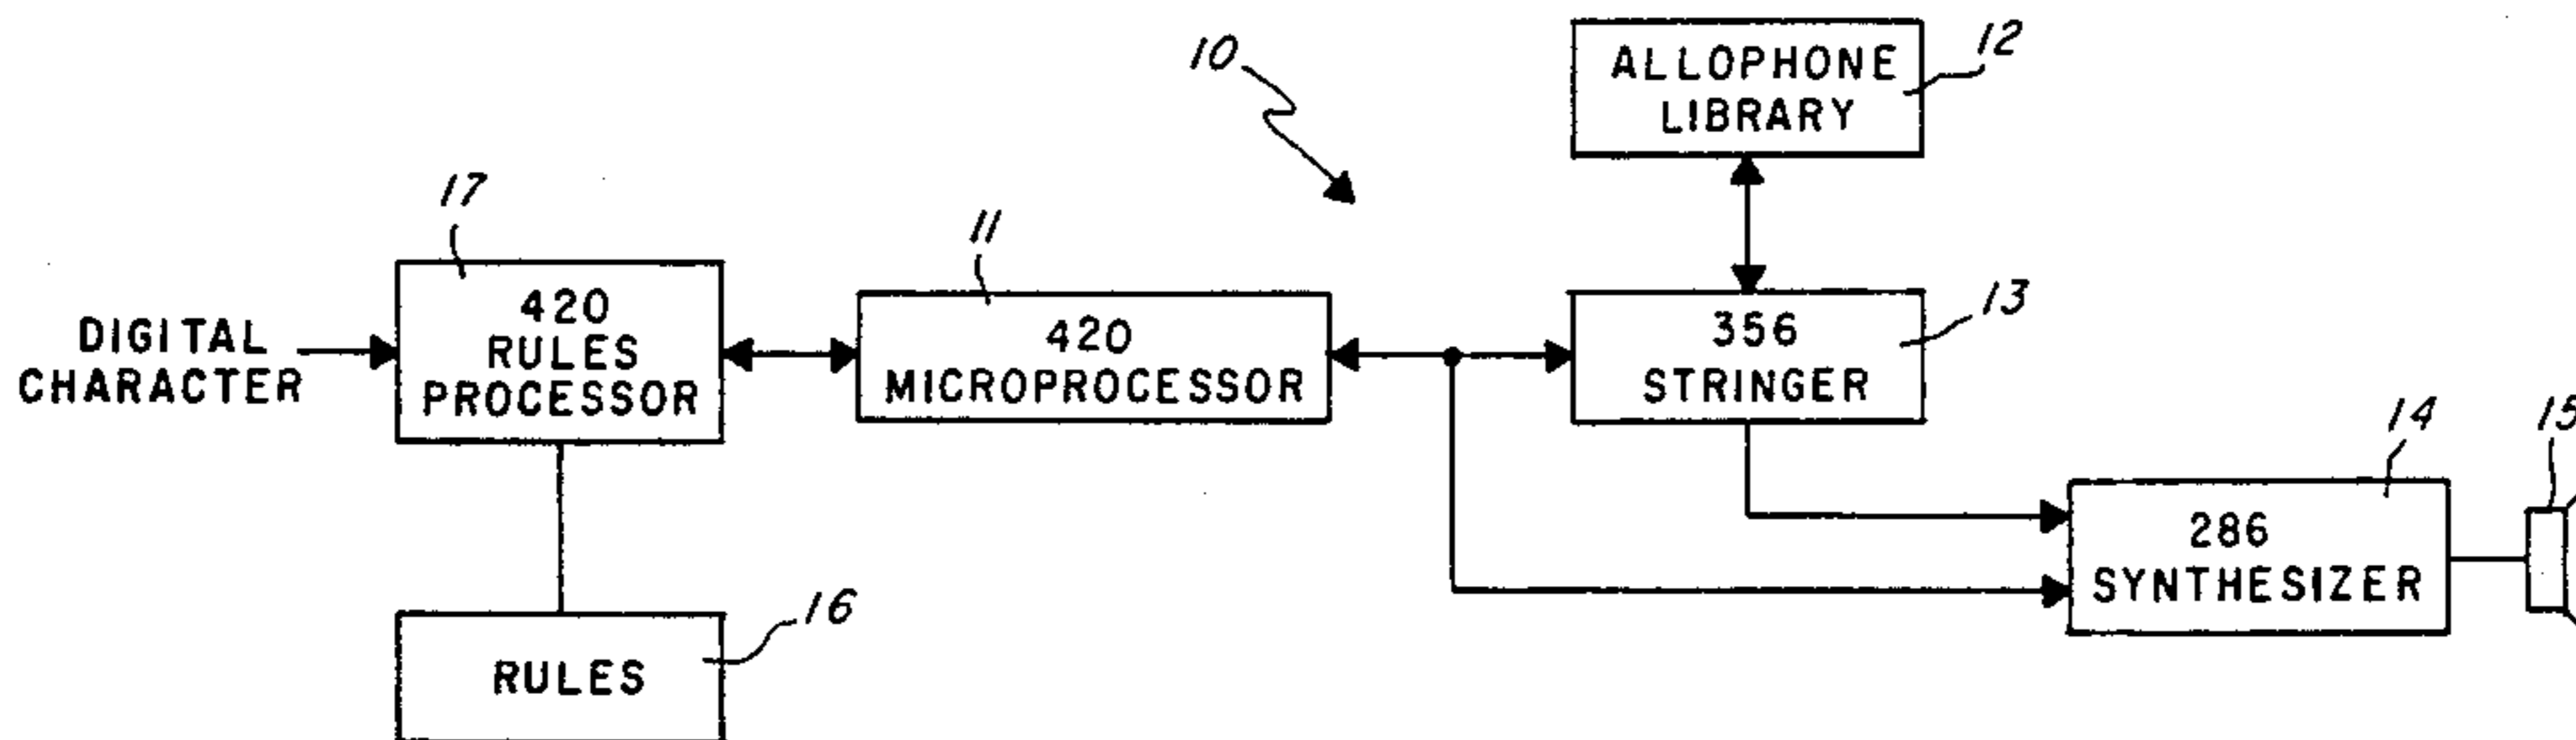 10
ALLOPHONE
LIBRARY
12
17
DIGITAL
CHARACTER
420
RULES
PROCESSOR
11
420
MICROPROCESSOR
356
STRINGER
13
14
15
286
SYNTHESIZER
RULES
16